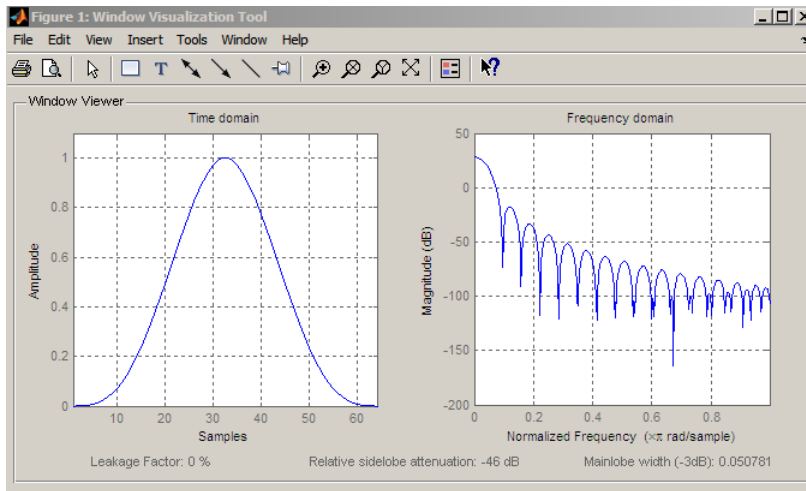 Figure 1: Window Visualization Tool
File Edit View Insert Tools Window Help
T
Window Viewer
Time domain
Frequency domain
Amplitude
1
0.8
0.6
0.4
0.2
0
10 20 30 40 50 60
Samples
Magnitude (dB)
50
0
-50
-100
-150
-200
0 0.2 0.4 0.6 0.8
Normalized Frequency (×π rad/sample)
Leakage Factor: 0 % Relative sidelobe attenuation: -46 dB Mainlobe width (-3dB): 0.050781